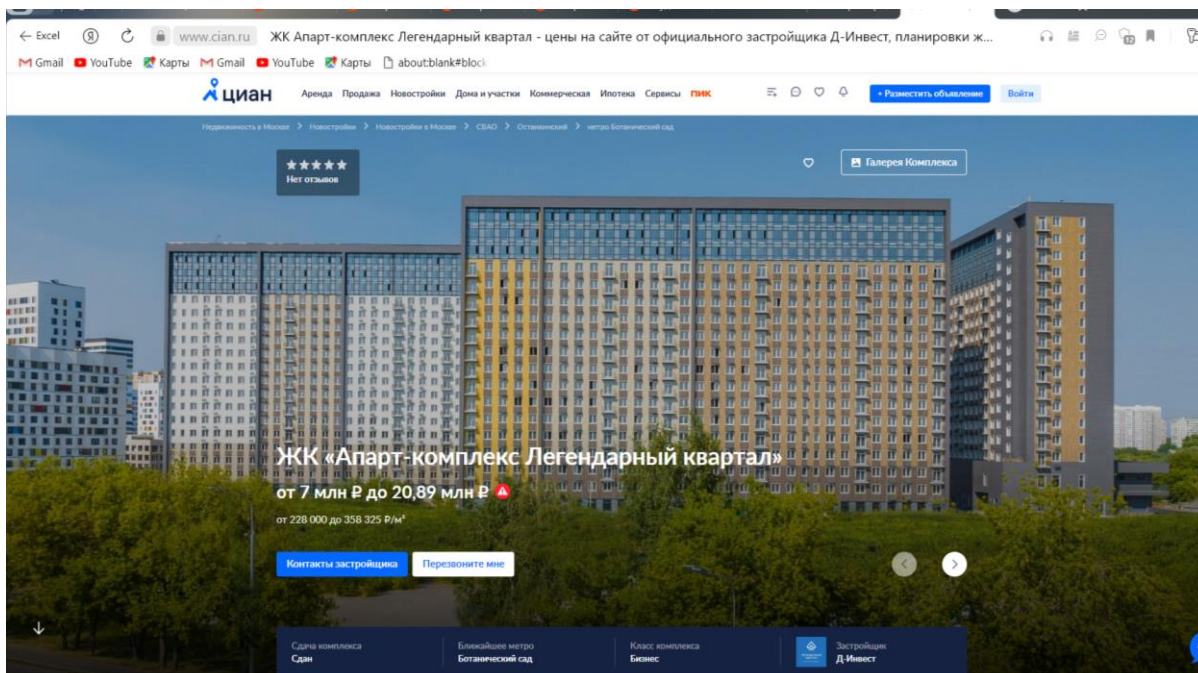 ← Excel Я www.cian.ru ЖК Апарт-комплекс Легендарный квартал - цены на сайте от официального застройщика Д-Инвест, планировки ж...
Gmail YouTube Карты Gmail YouTube Карты about:blank#block
циан Аренда Продажа Новостройки Дома и участки Коммерческая Ипотека Сервисы ПИК + Разместить объявление Войти
Недвижимость в Москве > Новостройки > Новостройки в Москве > СВАО > Останкинский > метро Ботанический сад
Нет отзывов
Галерея Комплекса
ЖК «Апарт-комплекс Легендарный квартал»
от 7 млн ₽ до 20,89 млн ₽
от 228 000 до 358 325 ₽/м²
Контакты застройщика Перезвоните мне
Сдача комплекса Ближайшее метро Класс комплекса Застройщик
Сдан Ботанический сад Бизнес Д-Инвест